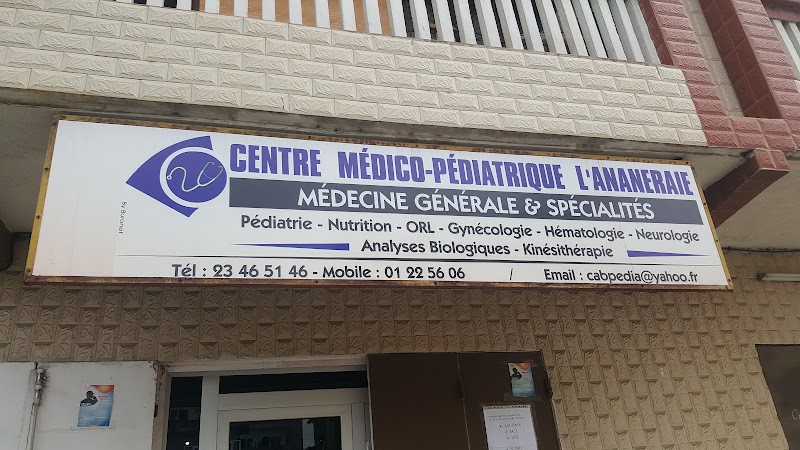 CENTRE MÉDICO-PÉDIATRIQUE L'ANANERAIE
MÉDECINE GÉNÉRALE & SPÉCIALITÉS
Pédiatrie - Nutrition - ORL - Gynécologie - Hématologie - Neurologie
Analyses Biologiques - Kinésithérapie
Tél : 23 46 51 46 - Mobile : 01 22 56 06 / Email : cabpedia@yahoo.fr